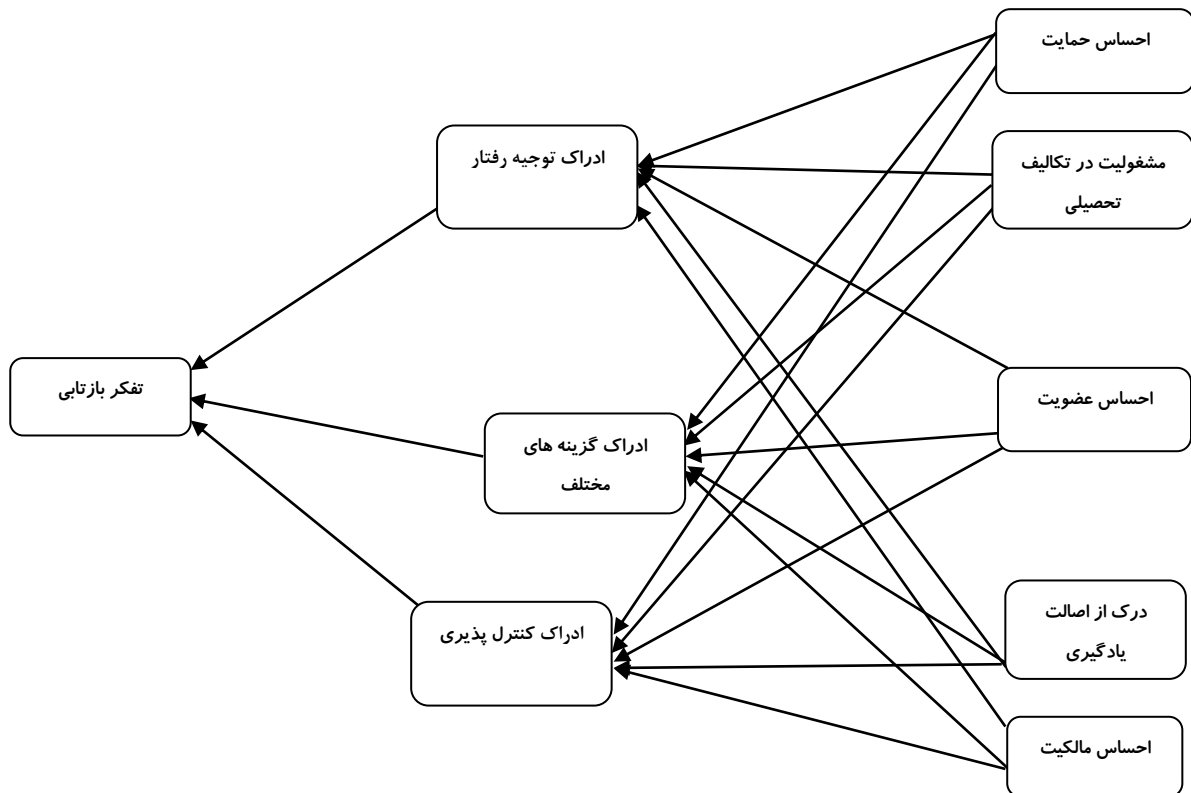 احساس حمایت
مشغولیت در تکالیف
تحصیلی
ادراک توجیه رفتار
احساس عضویت
تفکر بازتابی
ادراک گزینه های
مختلف
درک از اصالت
یادگیری
ادراک کنترل پذیری
احساس مالکیت